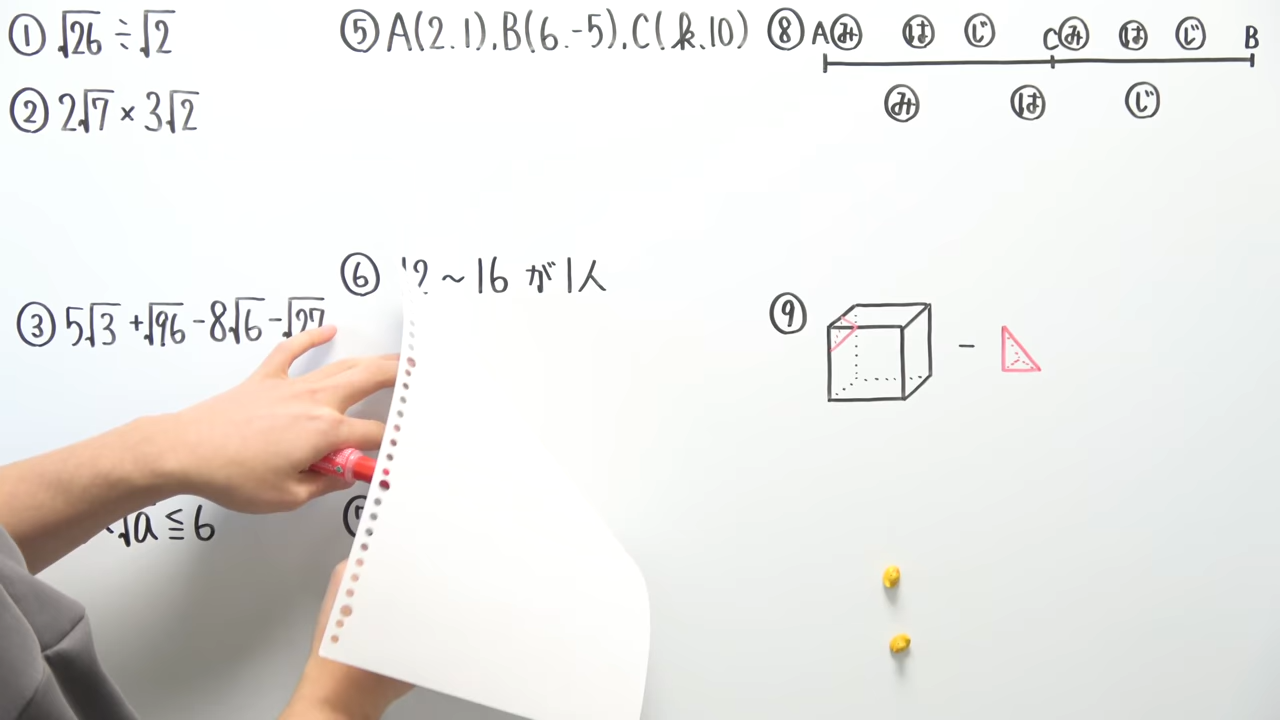 ① √26 ÷ √2
② 2√7 × 3√2
③ 5√3 + √96 - 8√6 - √27
√a ≦ 6
⑤ A(2.1).B(6.-5).C(k.10)
⑥ 12 ~ 16 が 1人
⑧ A み は じ C み は じ B
み は じ
⑨ -